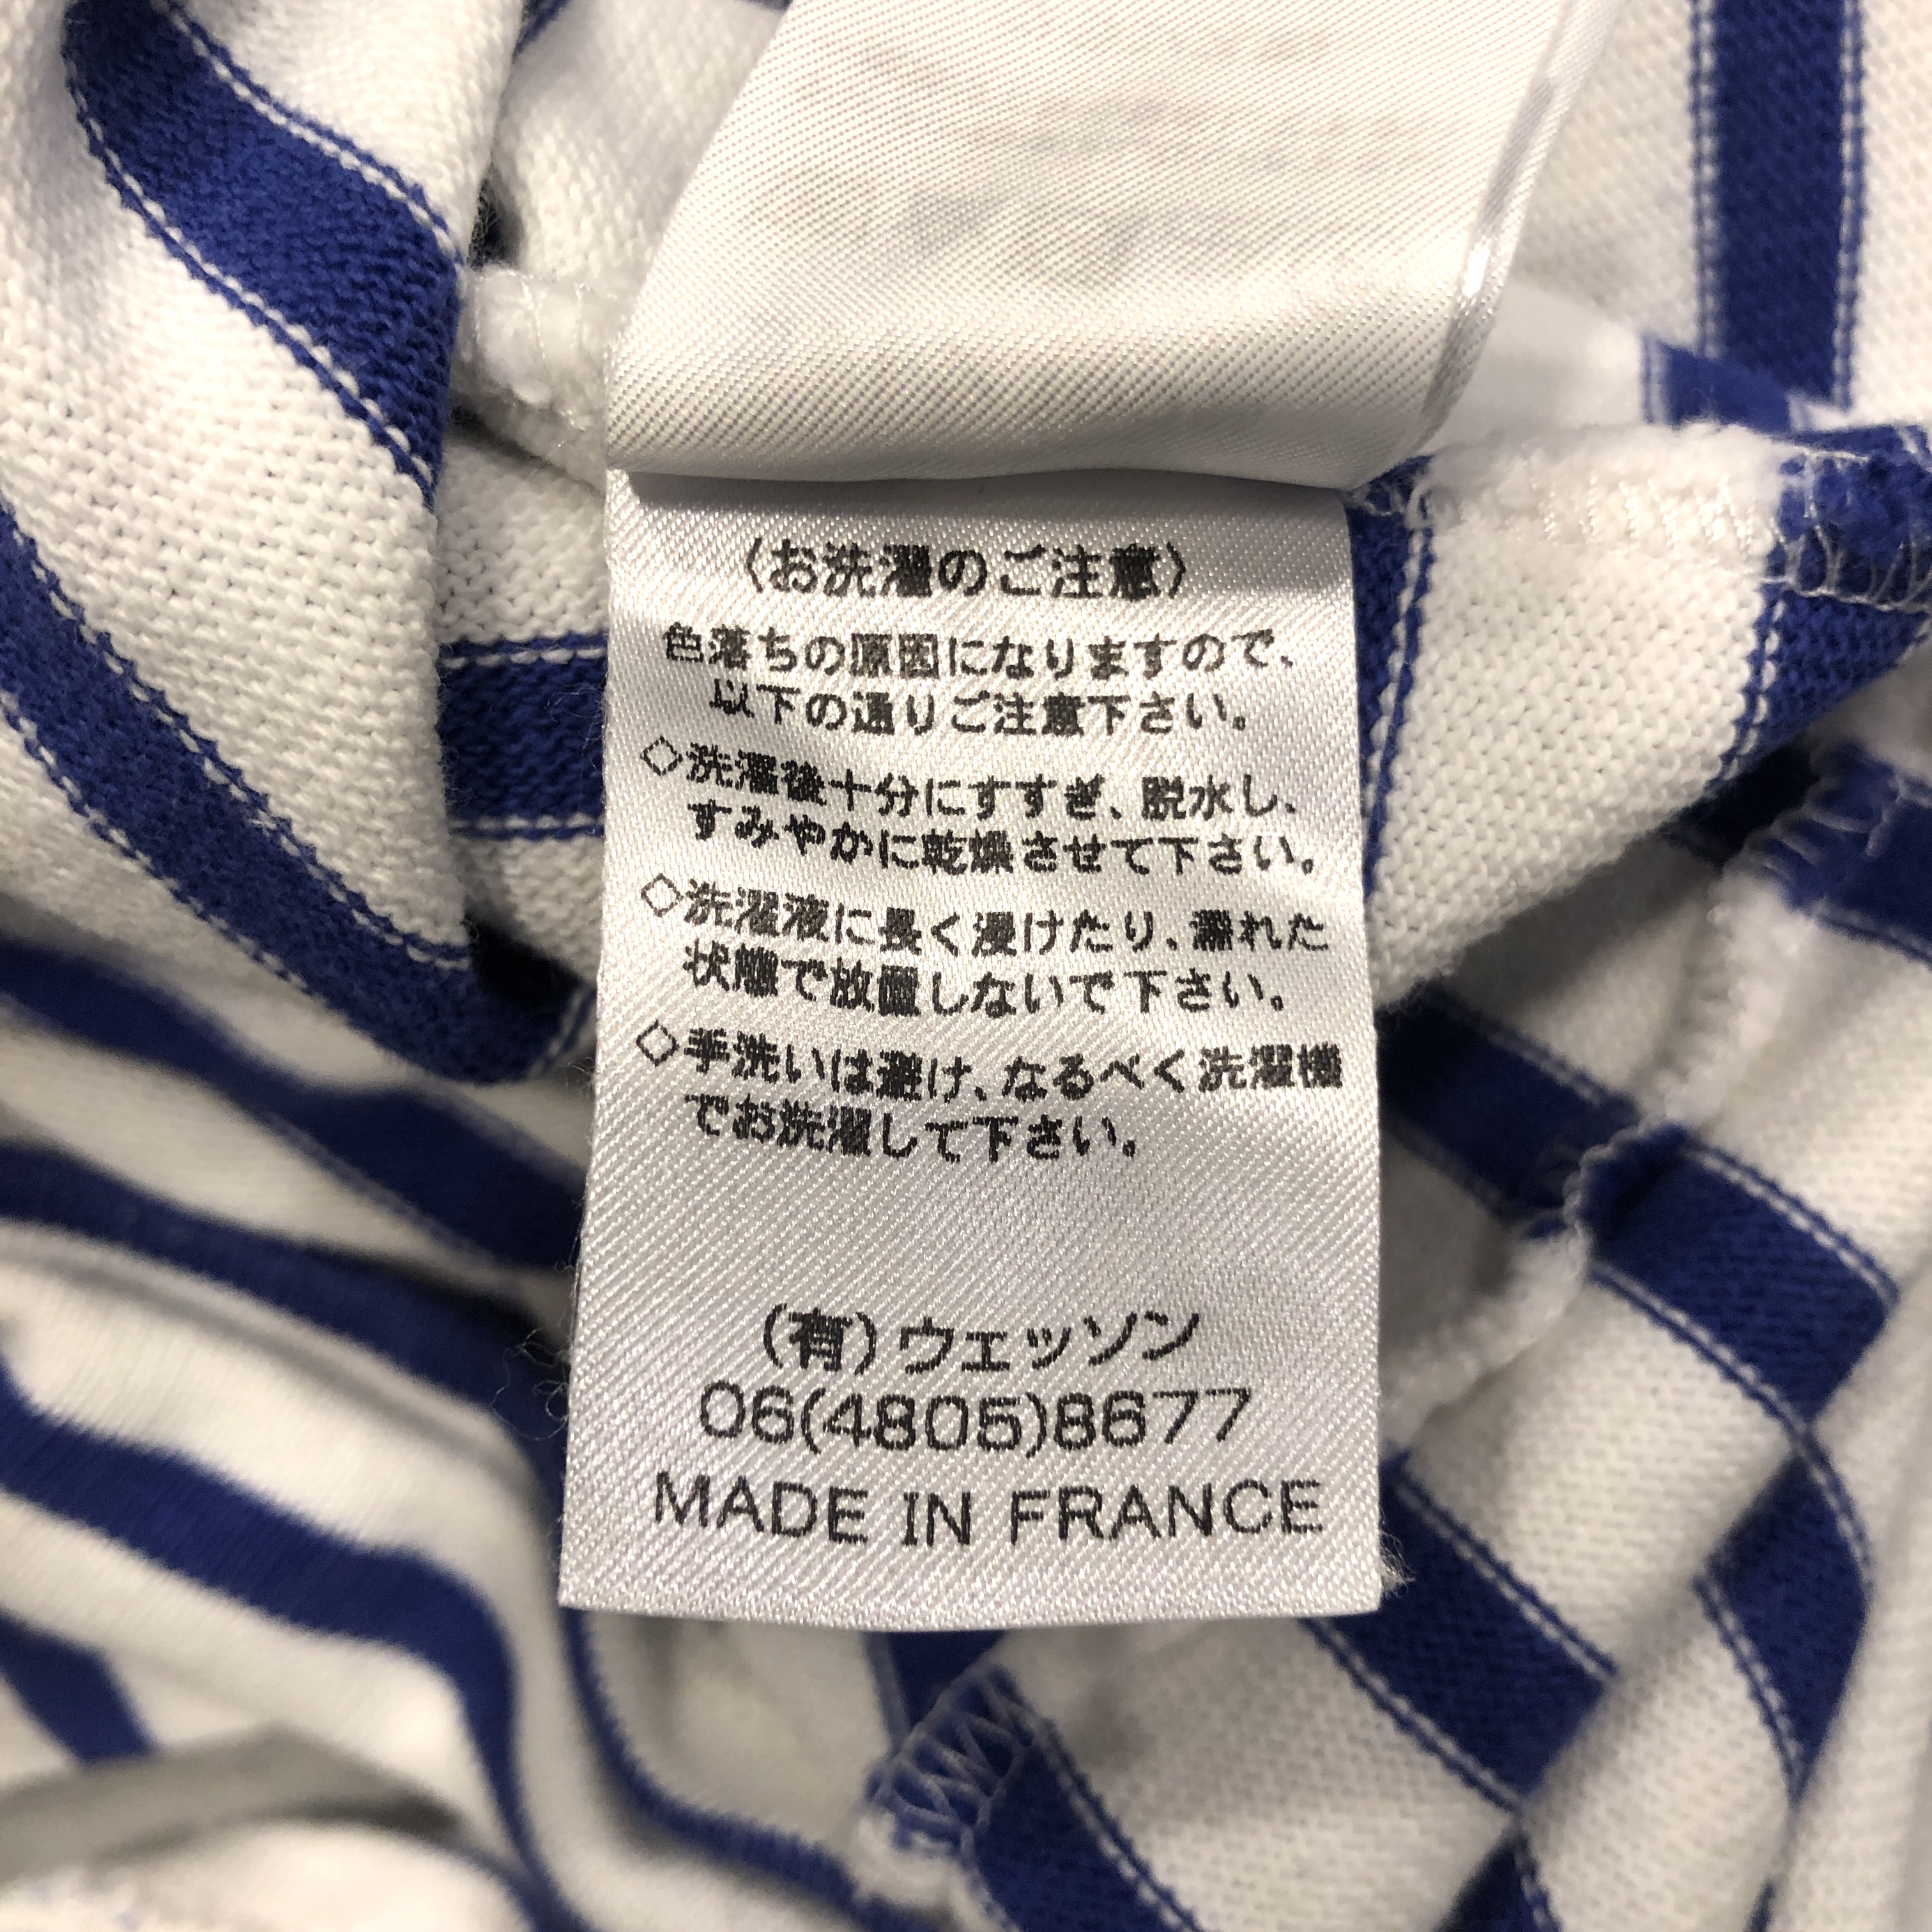 〈お洗濯のご注意〉
色落ちの原因になりますので、
以下の通りご注意下さい。
◇洗濯後十分にすすぎ、脱水し、
すみやかに乾燥させて下さい。
◇洗濯液に長く浸けたり、濡れた
状態で放置しないで下さい。
◇手洗いは避け、なるべく洗濯機
でお洗濯して下さい。
(有)ウェッソン
06(4805)8677
MADE IN FRANCE